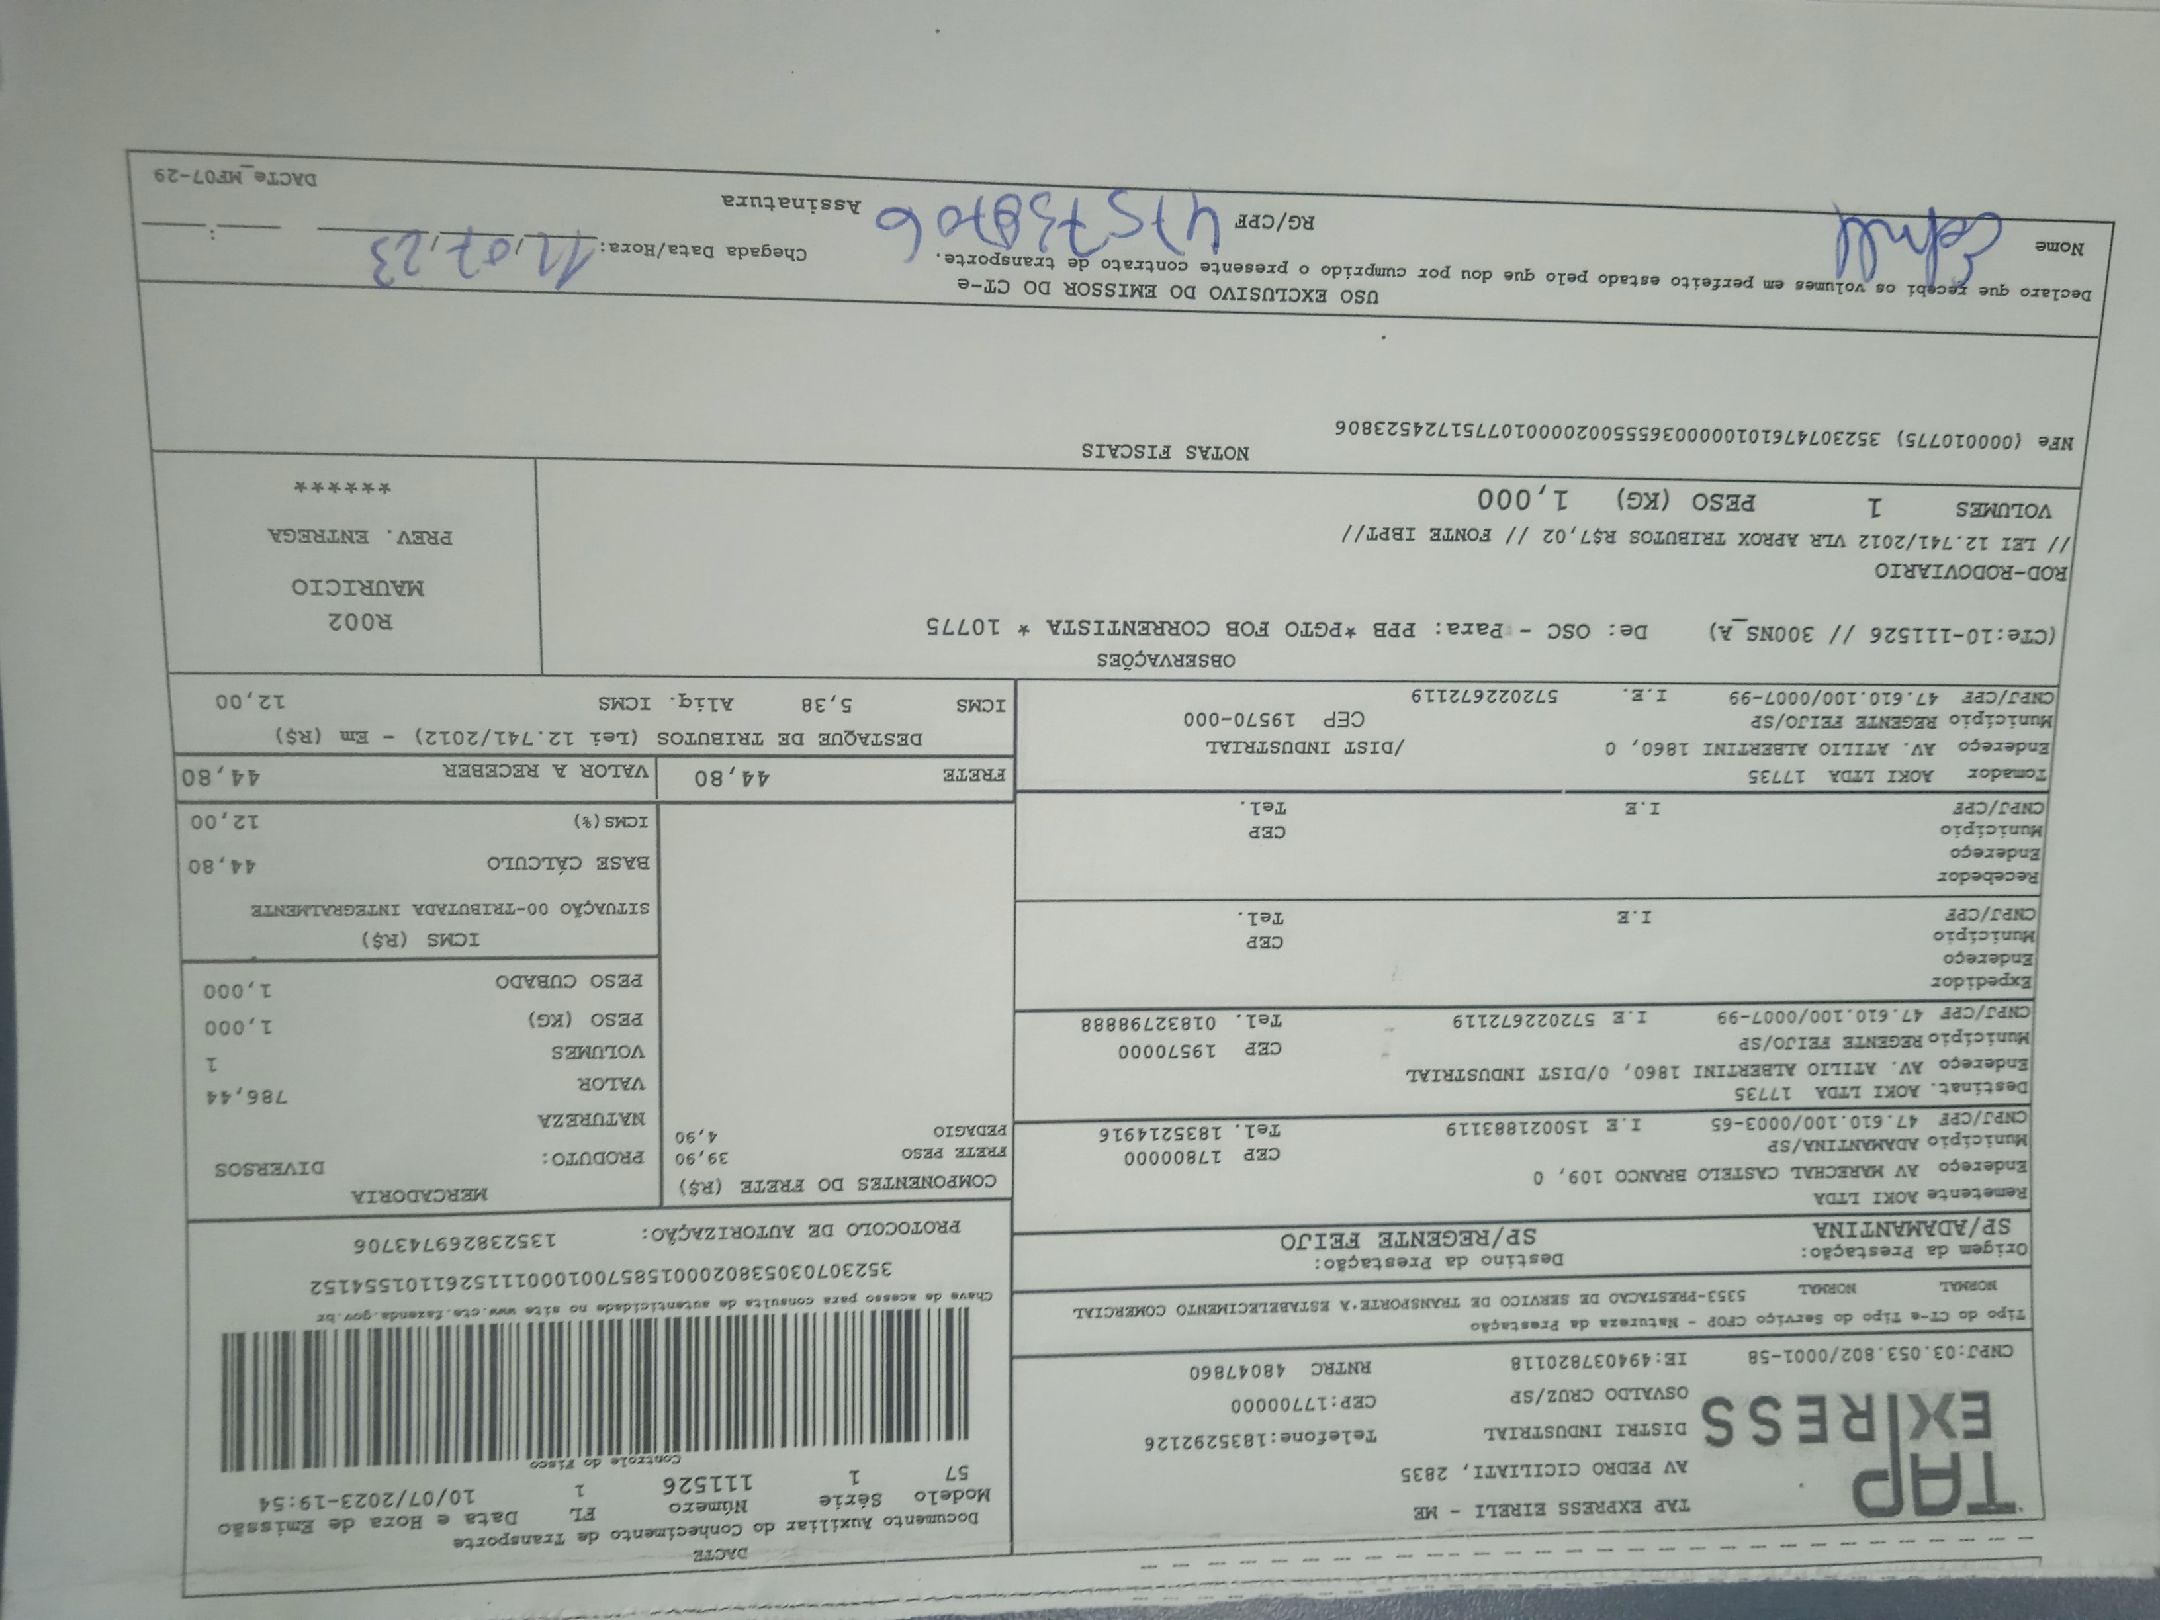 DACTE
Documento Auxiliar do Conhecimento de Transporte
Modelo Série Número FL Data e Hora de Emissão
57 1 111526 1 10/07/2023-19:54
Controle do Fisco
TAP EXPRESS
TAP EXPRESS EIRELI - ME
AV PEDRO CICILIATI, 2835
DISTRI INDUSTRIAL Telefone:1835292126
OSVALDO CRUZ/SP CEP:17700000
CNPJ:03.053.802/0001-58 IE:494037820118 RNTRC 48047860
Chave de acesso para consulta de autenticidade no site www.cte.fazenda.gov.br
35230703053802000158570010001115261101554152
PROTOCOLO DE AUTORIZAÇÃO: 135238269743706
Tipo do CT-e Tipo do Serviço CFOP - Natureza da Prestação
NORMAL NORMAL 5353-PRESTACAO DE SERVICO DE TRANSPORTE'A ESTABELECIMENTO COMERCIAL
Origem da Prestação: Destino da Prestação:
SP/ADAMANTINA SP/REGENTE FEIJO
Remetente AOKI LTDA
Endereço AV MARECHAL CASTELO BRANCO 109, 0
Município ADAMANTINA/SP CEP 17800000
CNPJ/CPF 47.610.100/0003-65 I.E 150021883119 Tel. 1835214916
Destinat. AOKI LTDA 17735
Endereço AV. ATILIO ALBERTINI 1860, 0/DIST INDUSTRIAL
Município REGENTE FEIJO/SP CEP 19570000
CNPJ/CPF 47.610.100/0007-99 I.E 572022672119 Tel. 01832798888
Expedidor
Endereço
Município CEP
CNPJ/CPF I.E Tel.
Recebedor
Endereço
Município CEP
CNPJ/CPF I.E Tel.
Tomador AOKI LTDA 17735
Endereço AV. ATILIO ALBERTINI 1860, 0 /DIST INDUSTRIAL
Município REGENTE FEIJO/SP CEP 19570-000
CNPJ/CPF 47.610.100/0007-99 I.E. 572022672119
COMPONENTES DO FRETE (R$)
FRETE PESO 39,90
PEDAGIO 4,90
MERCADORIA
PRODUTO: DIVERSOS
NATUREZA
VALOR 786,44
VOLUMES 1
PESO (KG) 1,000
PESO CUBADO 1,000
ICMS (R$)
SITUAÇÃO 00-TRIBUTADA INTEGRALMENTE
BASE CÁLCULO 44,80
ICMS(%) 12,00
FRETE 44,80 VALOR A RECEBER 44,80
DESTAQUE DE TRIBUTOS (Lei 12.741/2012) - Em (R$)
ICMS 5,38 Aliq. ICMS 12,00
OBSERVAÇÕES
(CTe:10-111526 // 300NS_A) De: OSC - Para: PPB *PGTO FOB CORRENTISTA * 10775
ROD-RODOVIARIO
// LEI 12.741/2012 VLR APROX TRIBUTOS R$7,02 // FONTE IBPT//
VOLUMES 1 PESO (KG) 1,000
R002
MAURICIO
PREV. ENTREGA
******
NOTAS FISCAIS
NFe (000010775) 35230747610100000365550020000107751724523806
USO EXCLUSIVO DO EMISSOR DO CT-e
Declaro que recebi os volumes em perfeito estado pelo que dou por cumprido o presente contrato de transporte.
Nome RG/CPF Assinatura Chegada Data/Hora: 11,07,23 :
DACTe_MF07-29